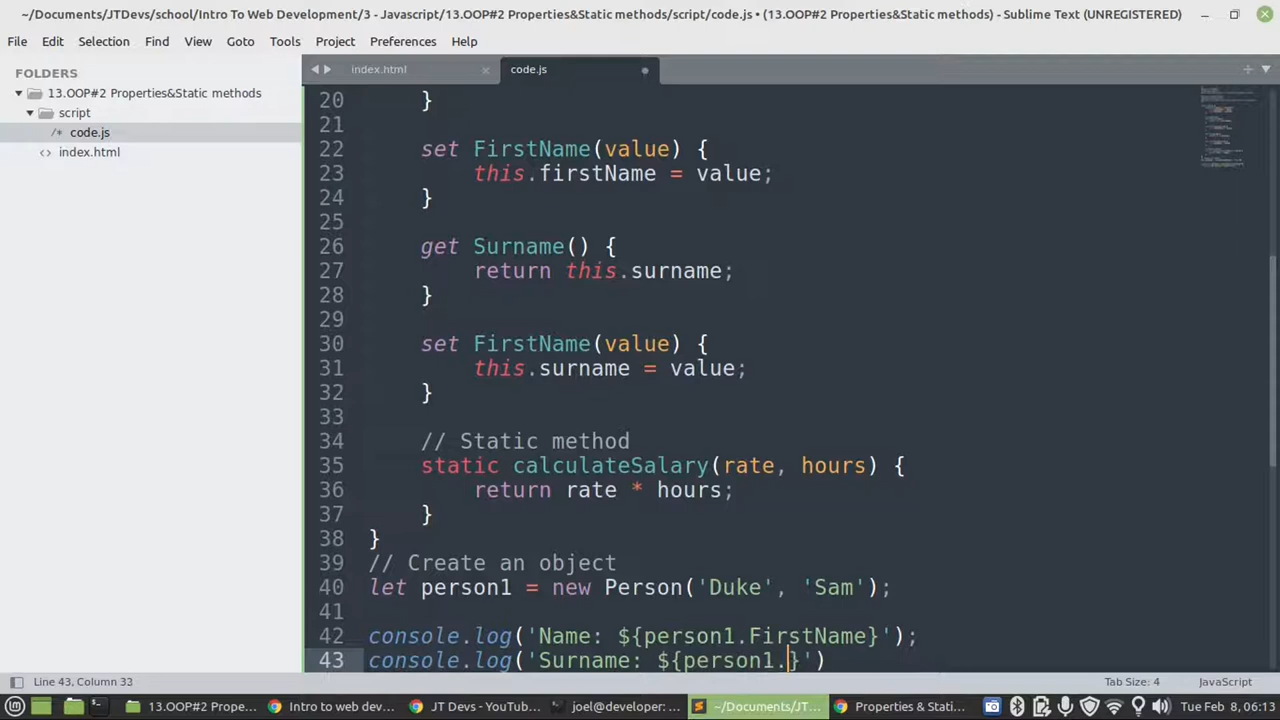 ~/Documents/JTDevs/school/Intro To Web Development/3 - Javascript/13.OOP#2 Properties&Static methods/script/code.js • (13.OOP#2 Properties&Static methods) - Sublime Text (UNREGISTERED)
File Edit Selection Find View Goto Tools Project Preferences Help
FOLDERS
13.OOP#2 Properties&Static methods
script
/* code.js
<> index.html
index.html code.js
20 }
21
22 set FirstName(value) {
23 this.firstName = value;
24 }
25
26 get Surname() {
27 return this.surname;
28 }
29
30 set FirstName(value) {
31 this.surname = value;
32 }
33
34 // Static method
35 static calculateSalary(rate, hours) {
36 return rate * hours;
37 }
38 }
39 // Create an object
40 let person1 = new Person('Duke', 'Sam');
41
42 console.log('Name: ${person1.FirstName}');
43 console.log('Surname: ${person1.}')
Line 43, Column 33 Tab Size: 4 JavaScript
13.OOP#2 Prope... Intro to web dev... JT Devs - YouTub... joel@developer: ... ~/Documents/JT... Properties & Stati... Tue Feb 8, 06:13